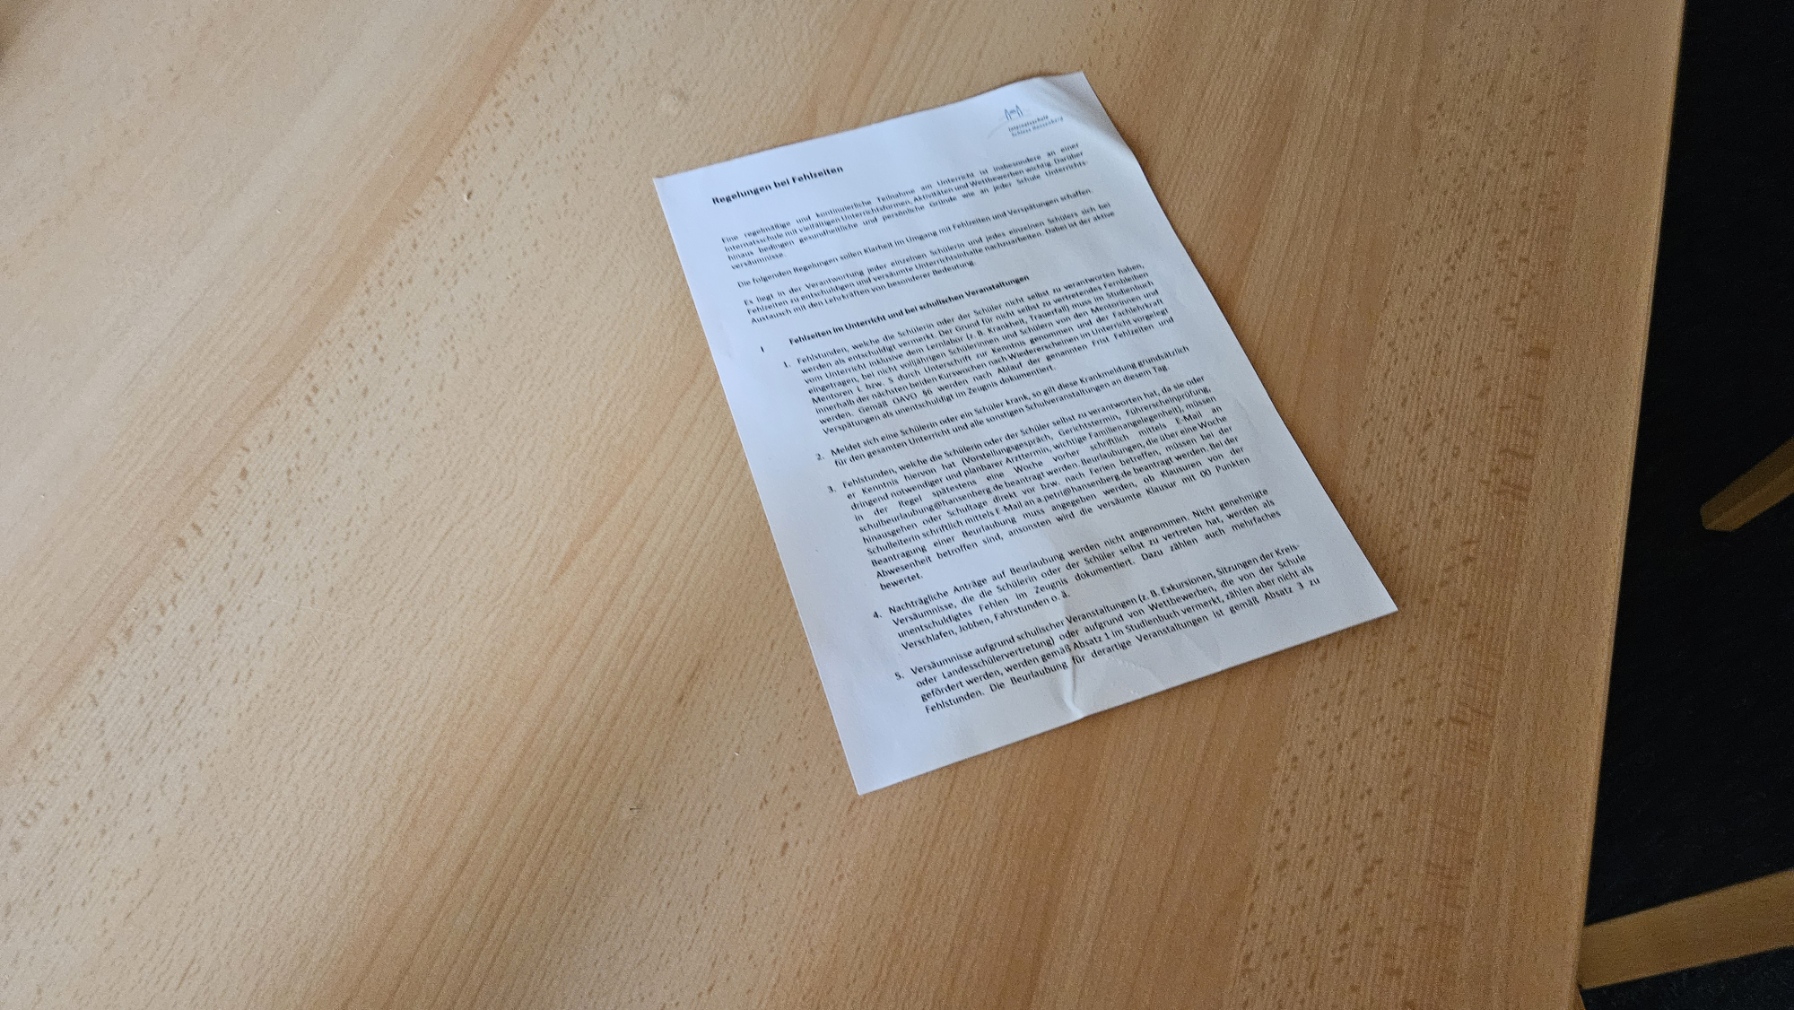 Internatsschule
Schloss Hansenberg
Regelungen bei Fehlzeiten
Eine regelmäßige und kontinuierliche Teilnahme am Unterricht ist insbesondere an einer
Internatsschule mit vielfältigen Unterrichtsformen, Aktivitäten und Wettbewerben wichtig. Darüber
hinaus bedingen gesundheitliche und persönliche Gründe wie an jeder Schule Unterrichts-
versäumnisse.
Die folgenden Regelungen sollen Klarheit im Umgang mit Fehlzeiten und Verspätungen schaffen.
Es liegt in der Verantwortung jeder einzelnen Schülerin und jedes einzelnen Schülers sich bei
Fehlzeiten zu entschuldigen und versäumte Unterrichtsinhalte nachzuarbeiten. Dabei ist der aktive
Austausch mit den Lehrkräften von besonderer Bedeutung.
I Fehlzeiten im Unterricht und bei schulischen Veranstaltungen
1. Fehlstunden, welche die Schülerin oder der Schüler nicht selbst zu verantworten haben,
werden als entschuldigt vermerkt. Der Grund für nicht selbst zu vertretendes Fernbleiben
vom Unterricht inklusive dem Lernlabor (z. B. Krankheit, Trauerfall) muss im Studienbuch
eingetragen, bei nicht volljährigen Schülerinnen und Schülern von den Mentorinnen und
Mentoren L bzw. S durch Unterschrift zur Kenntnis genommen und der Fachlehrkraft
innerhalb der nächsten beiden Kurswochen nach Wiedererscheinen im Unterricht vorgelegt
werden. Gemäß OAVO §6 werden nach Ablauf der genannten Frist Fehlzeiten und
Verspätungen als unentschuldigt im Zeugnis dokumentiert.
2. Meldet sich eine Schülerin oder ein Schüler krank, so gilt diese Krankmeldung grundsätzlich
für den gesamten Unterricht und alle sonstigen Schulveranstaltungen an diesem Tag.
3. Fehlstunden, welche die Schülerin oder der Schüler selbst zu verantworten hat, da sie oder
er Kenntnis hiervon hat (Vorstellungsgespräch, Gerichtstermin, Führerscheinprüfung,
dringend notwendiger und planbarer Arzttermin, wichtige Familienangelegenheit), müssen
in der Regel spätestens eine Woche vorher schriftlich mittels E-Mail an
schulbeurlaubung@hansenberg.de beantragt werden. Beurlaubungen, die über eine Woche
hinausgehen oder Schultage direkt vor bzw. nach Ferien betreffen, müssen bei der
Schulleiterin schriftlich mittels E-Mail an a.petri@hansenberg.de beantragt werden. Bei der
Beantragung einer Beurlaubung muss angegeben werden, ob Klausuren von der
Abwesenheit betroffen sind, ansonsten wird die versäumte Klausur mit 00 Punkten
bewertet.
4. Nachträgliche Anträge auf Beurlaubung werden nicht angenommen. Nicht genehmigte
Versäumnisse, die die Schülerin oder der Schüler selbst zu vertreten hat, werden als
unentschuldigtes Fehlen im Zeugnis dokumentiert. Dazu zählen auch mehrfaches
Verschlafen, Jobben, Fahrstunden o. ä.
5. Versäumnisse aufgrund schulischer Veranstaltungen (z. B. Exkursionen, Sitzungen der Kreis-
oder Landesschülervertretung) oder aufgrund von Wettbewerben, die von der Schule
gefördert werden, werden gemäß Absatz 1 im Studienbuch vermerkt, zählen aber nicht als
Fehlstunden. Die Beurlaubung für derartige Veranstaltungen ist gemäß Absatz 3 zu